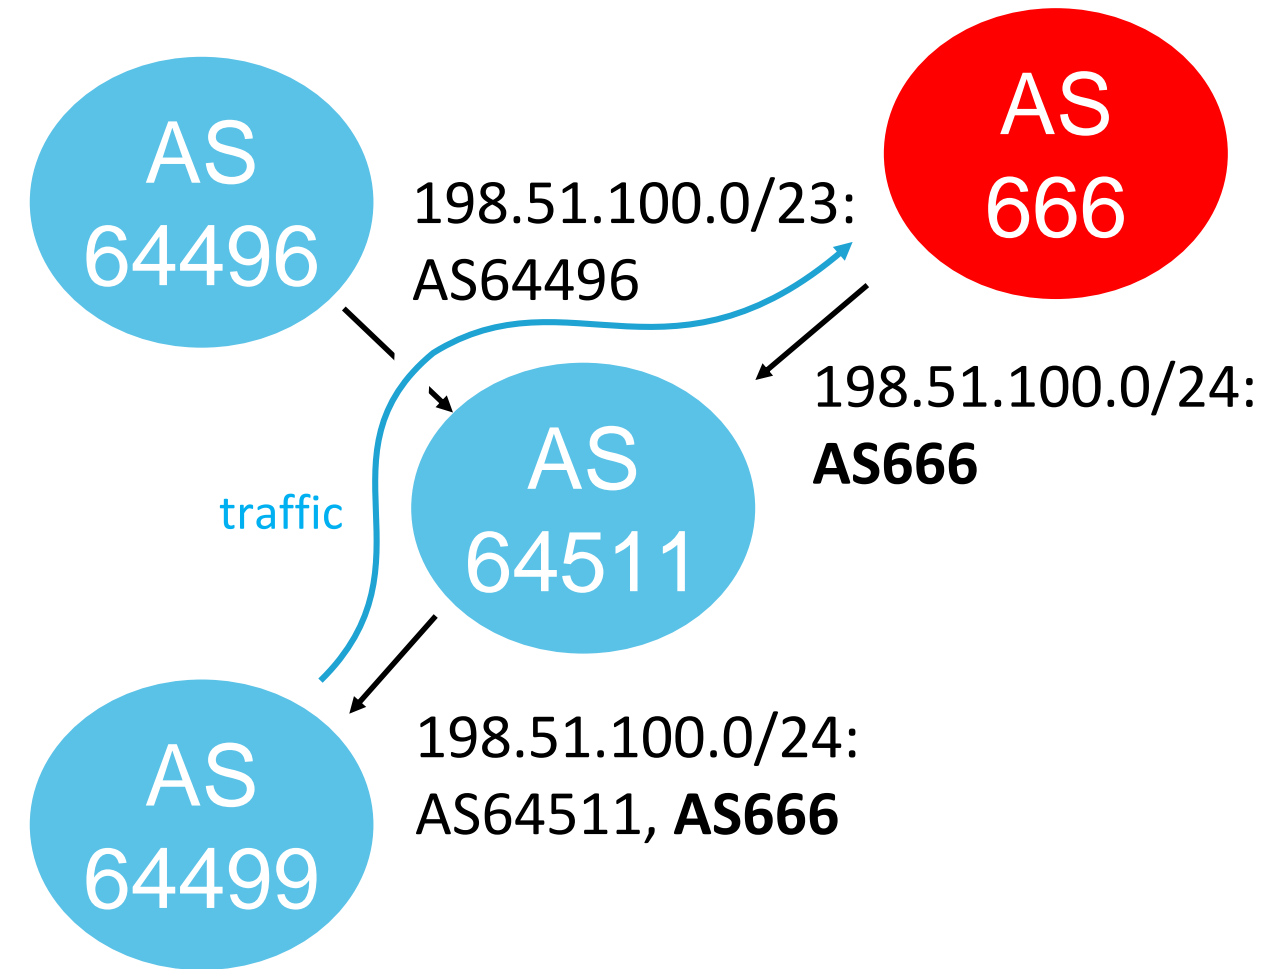 AS
64496
AS
666
198.51.100.0/23:
AS64496
198.51.100.0/24:
AS666
AS
64511
traffic
198.51.100.0/24:
AS64511, AS666
AS
64499